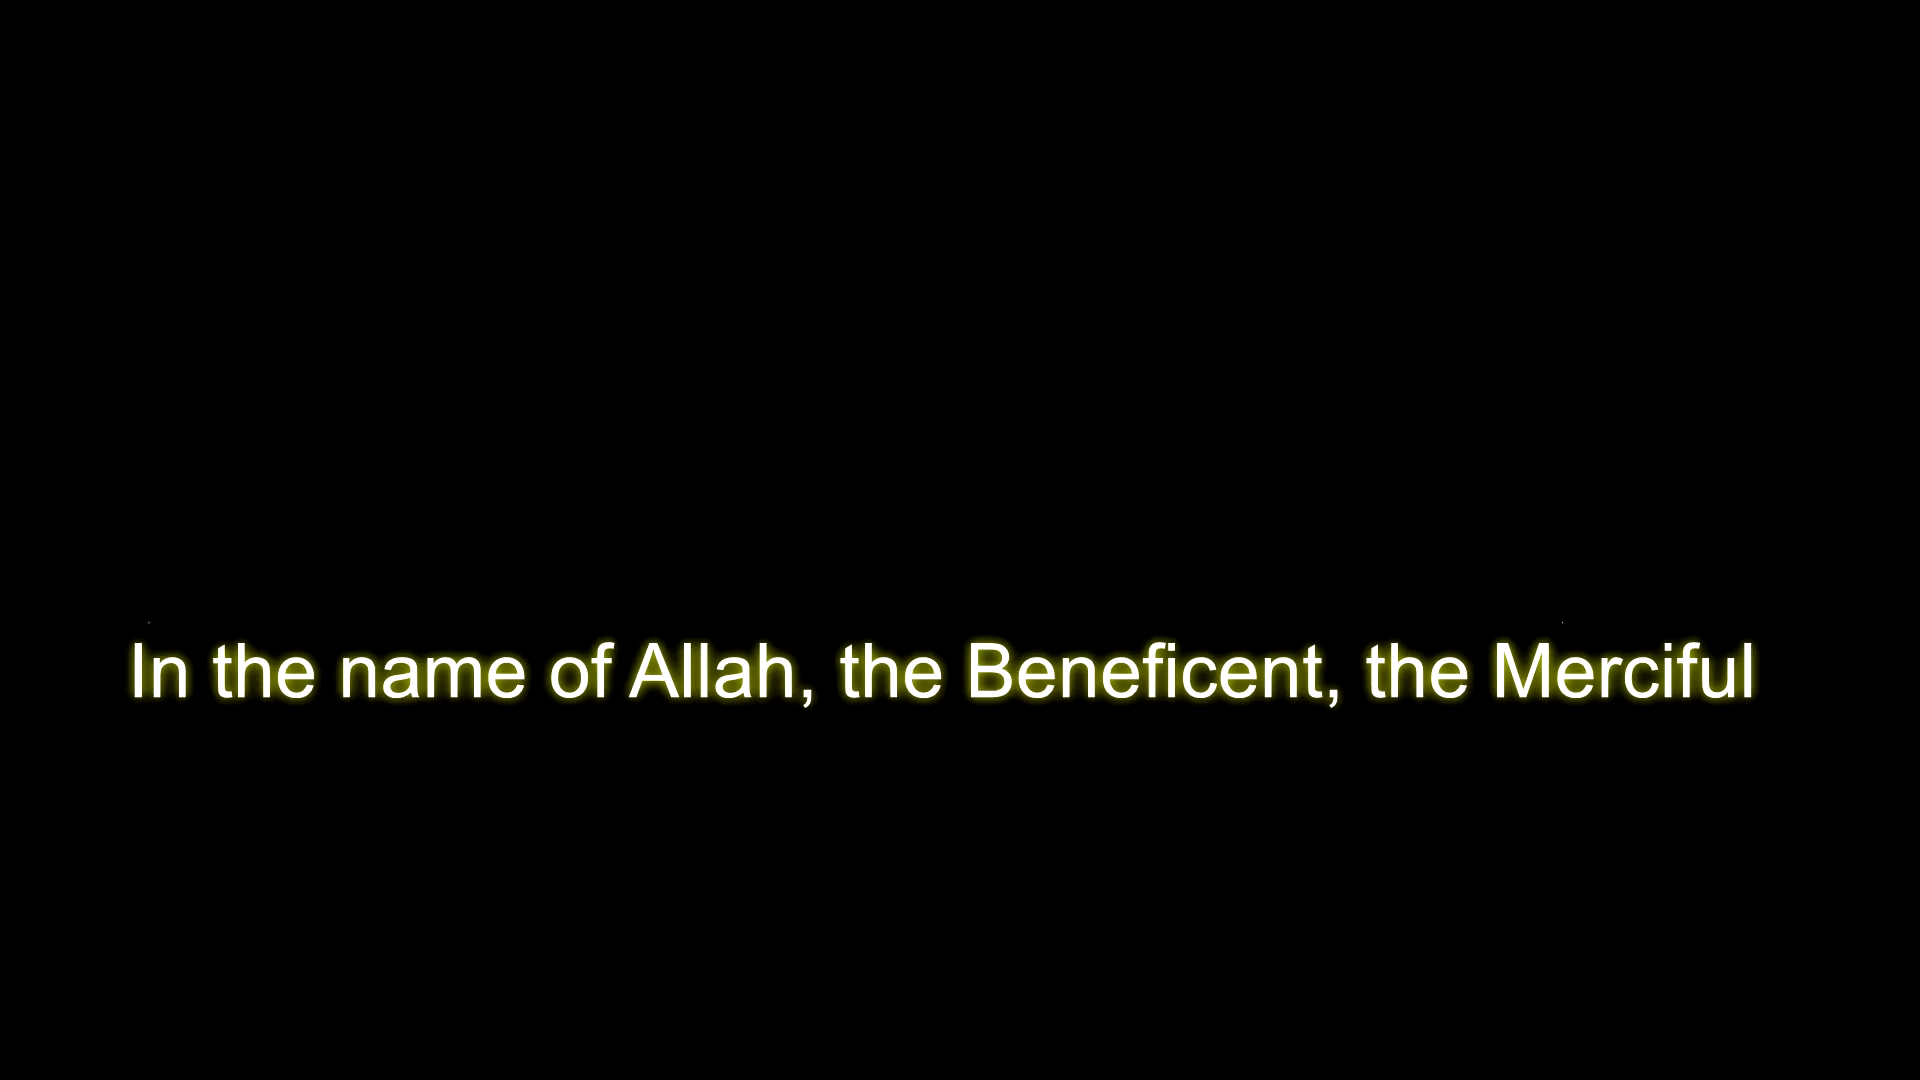 In the name of Allah, the Beneficent, the Merciful